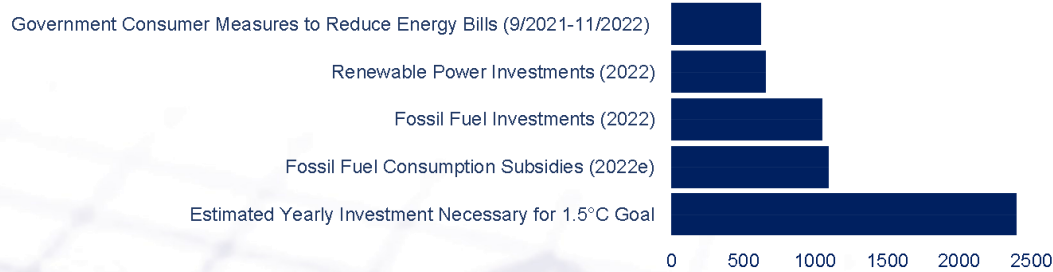 Government Consumer Measures to Reduce Energy Bills (9/2021-11/2022)
Renewable Power Investments (2022)
Fossil Fuel Investments (2022)
Fossil Fuel Consumption Subsidies (2022e)
Estimated Yearly Investment Necessary for 1.5°C Goal
0 500 1000 1500 2000 2500